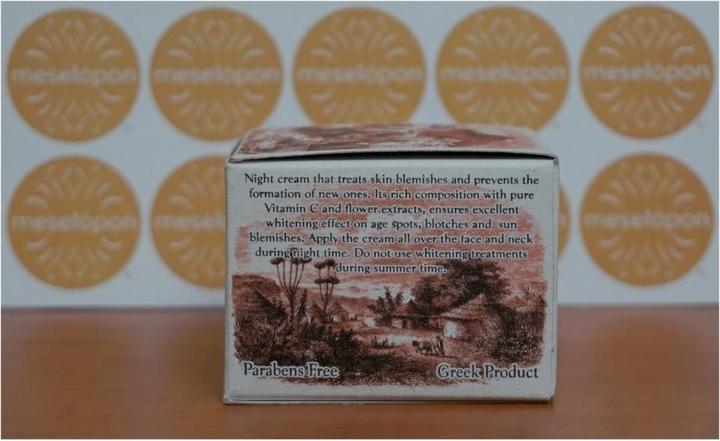 meselopon meselopon meselopon meselopon meselopon
meselopon meselopon
Night cream that treats skin blemishes and prevents the
formation of new ones. Its rich composition with pure
Vitamin C and flower extracts, ensures excellent
whitening effect on age spots, blotches and sun
blemishes. Apply the cream all over the face and neck
during night time. Do not use whitening treatments
during summer time.
Parabens Free
Greek Product